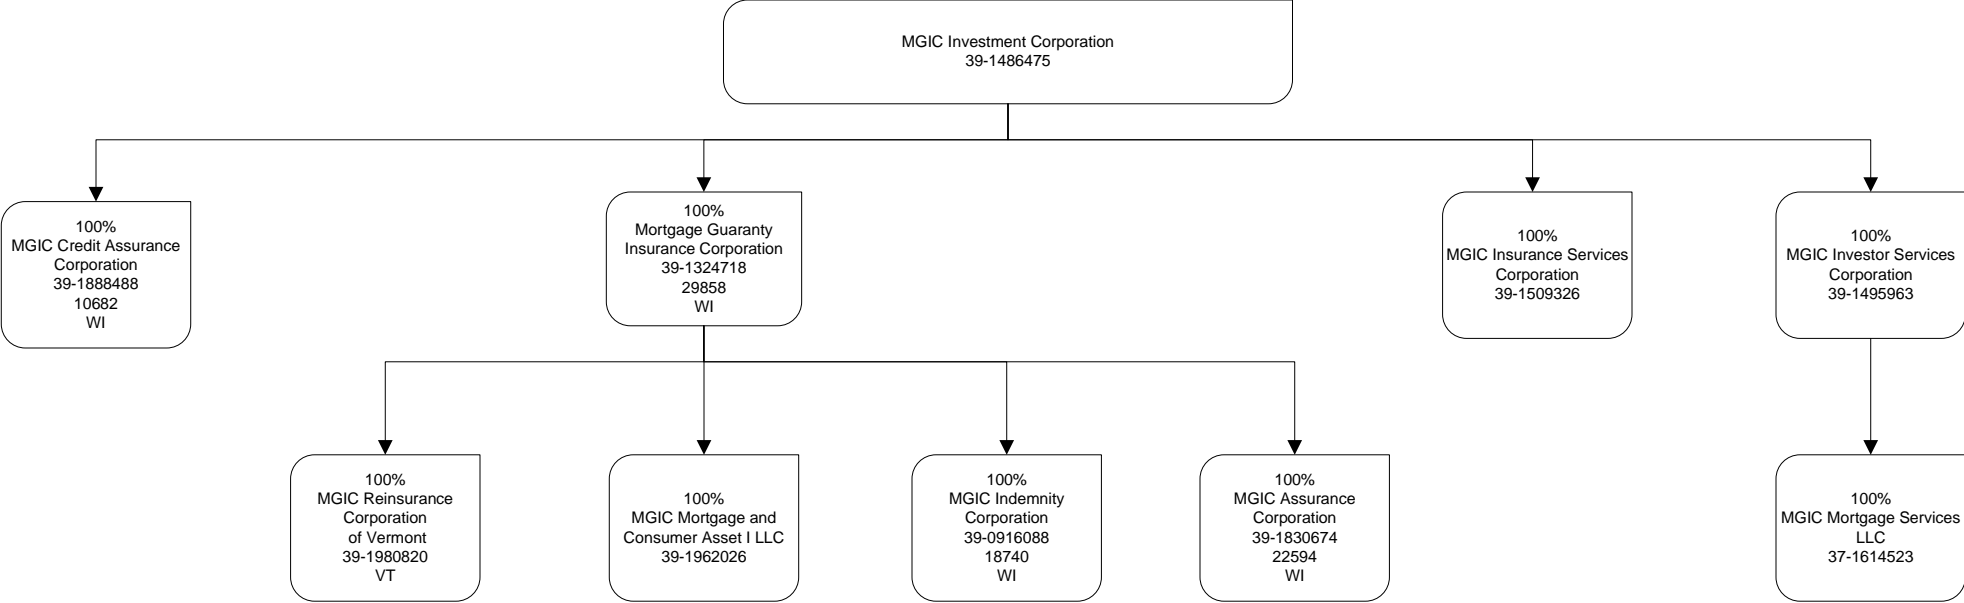 MGIC Investment Corporation
39-1486475
100%
MGIC Credit Assurance
Corporation
39-1888488
10682
WI
100%
Mortgage Guaranty
Insurance Corporation
39-1324718
29858
WI
100%
MGIC Insurance Services
Corporation
39-1509326
100%
MGIC Investor Services
Corporation
39-1495963
100%
MGIC Reinsurance
Corporation
of Vermont
39-1980820
VT
100%
MGIC Mortgage and
Consumer Asset I LLC
39-1962026
100%
MGIC Indemnity
Corporation
39-0916088
18740
WI
100%
MGIC Assurance
Corporation
39-1830674
22594
WI
100%
MGIC Mortgage Services
LLC
37-1614523